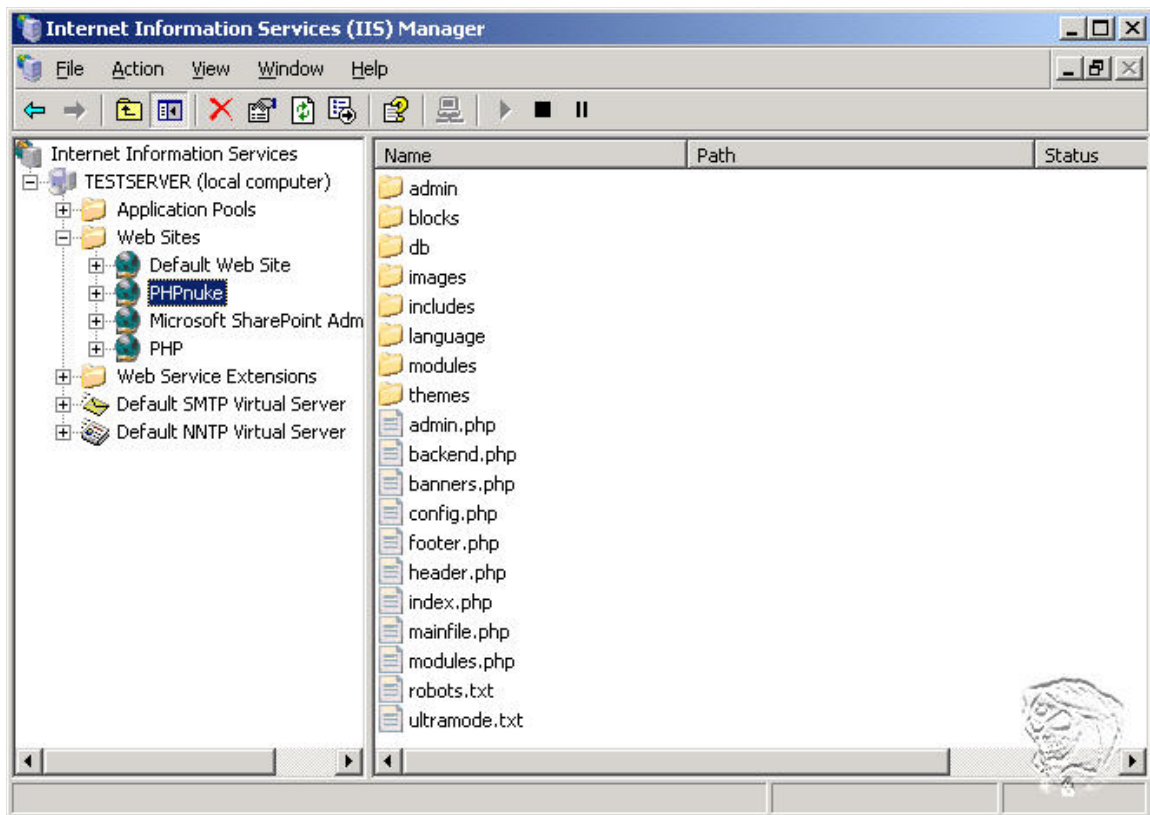 Internet Information Services (IIS) Manager
File Action View Window Help
Internet Information Services
TESTSERVER (local computer)
Application Pools
Web Sites
Default Web Site
PHPnuke
Microsoft SharePoint Adm
PHP
Web Service Extensions
Default SMTP Virtual Server
Default NNTP Virtual Server
Name Path Status
admin
blocks
db
images
includes
language
modules
themes
admin.php
backend.php
banners.php
config.php
footer.php
header.php
index.php
mainfile.php
modules.php
robots.txt
ultramode.txt